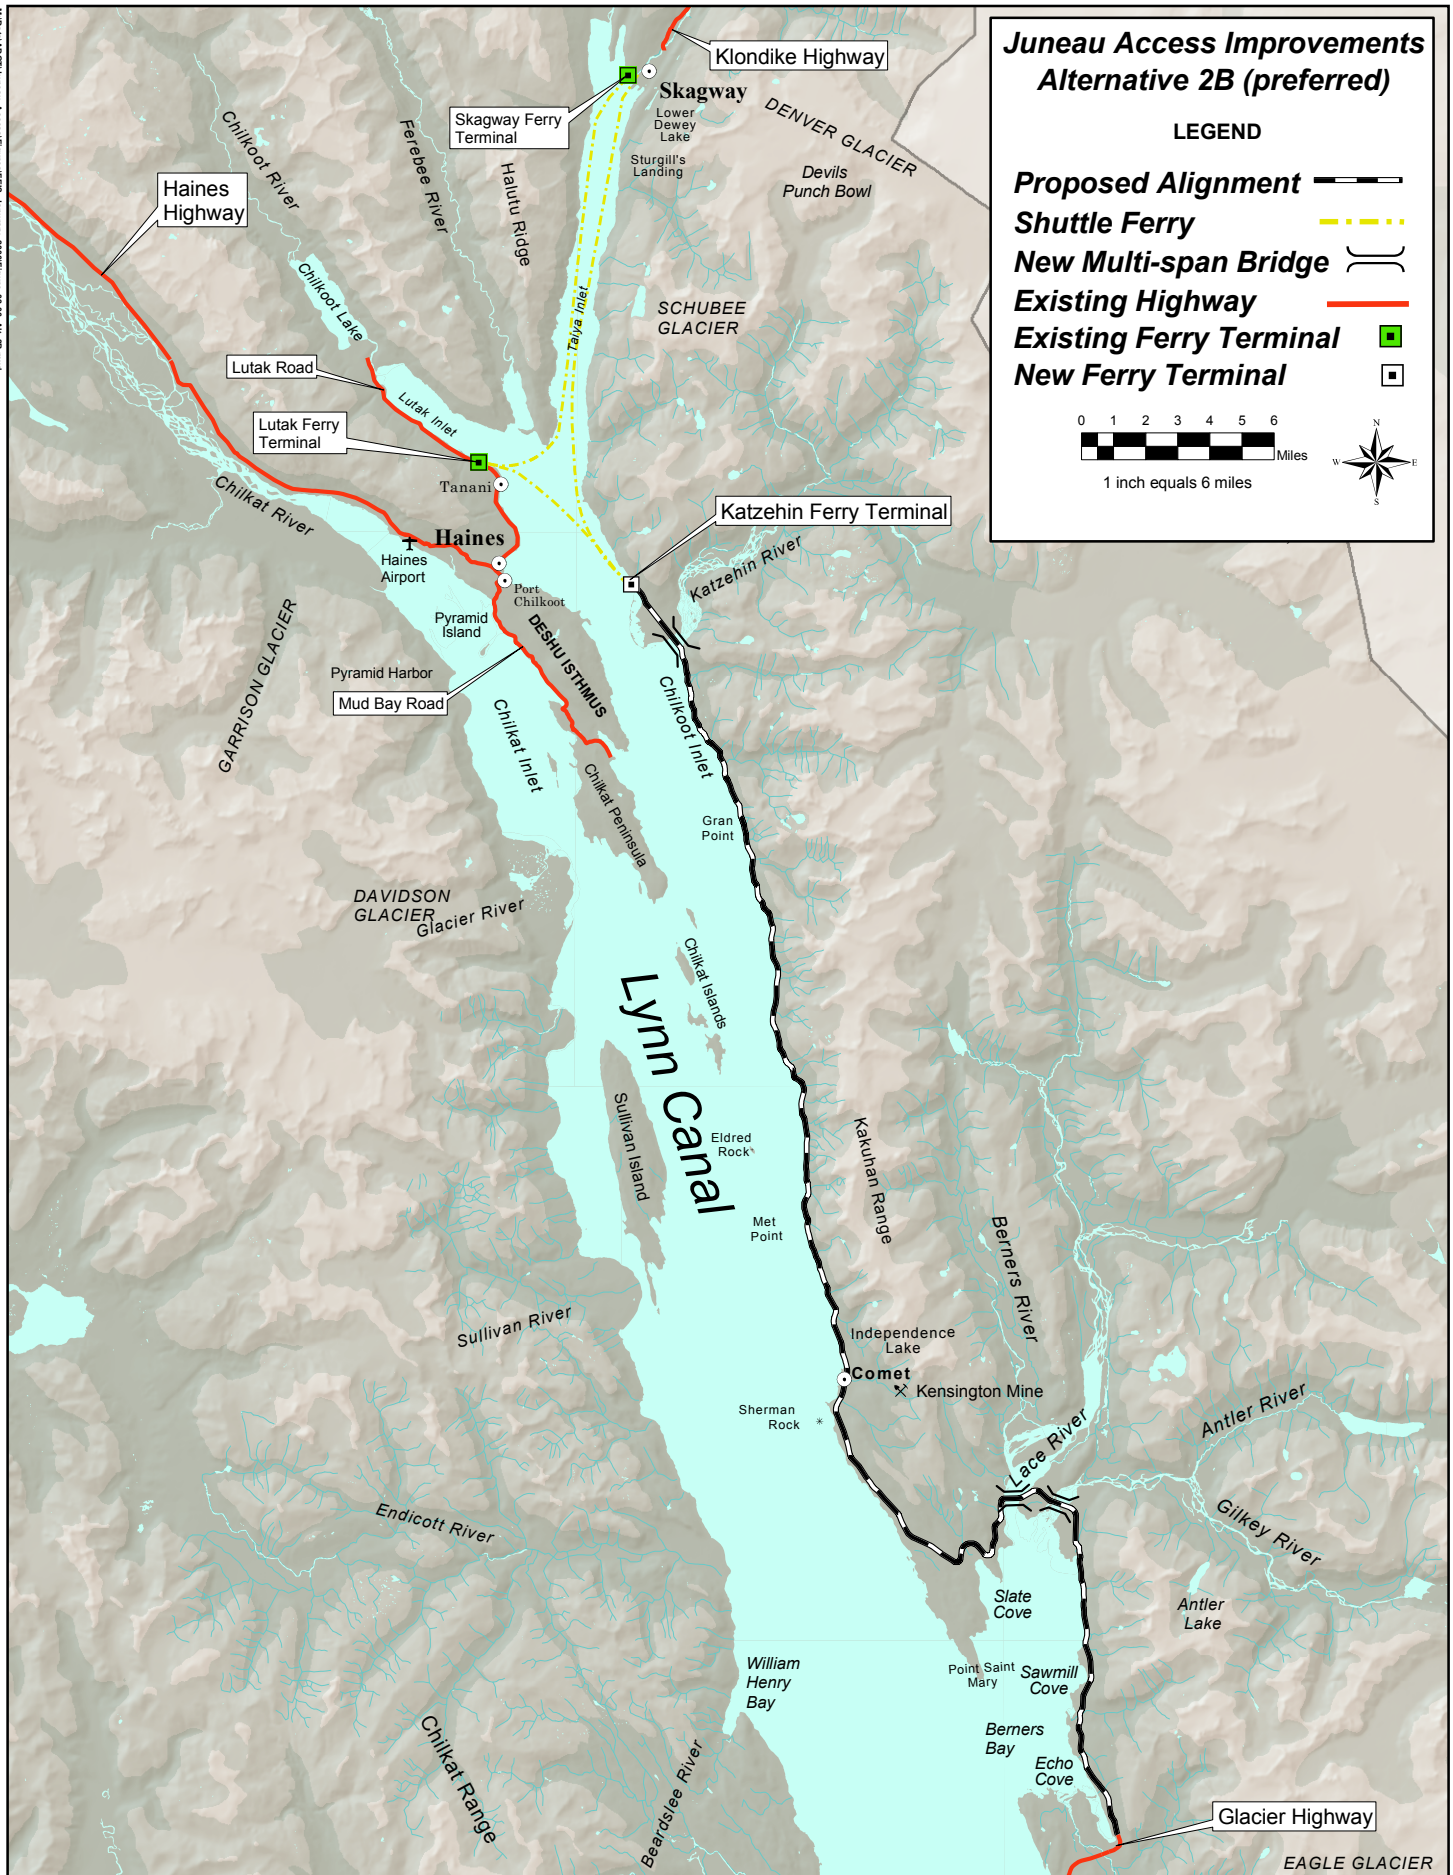 Juneau Access Improvements
Alternative 2B (preferred)
LEGEND
Proposed Alignment
Shuttle Ferry
New Multi-span Bridge
Existing Highway
Existing Ferry Terminal
New Ferry Terminal
0 1 2 3 4 5 6
Miles
1 inch equals 6 miles
N
W E
S
Klondike Highway
Skagway
Skagway Ferry
Terminal
Lower
Dewey
Lake
DENVER GLACIER
Sturgill's
Landing
Devils
Punch Bowl
Chilkoot River
Ferebee River
Halutu Ridge
Haines
Highway
Chilkoot Lake
Taiya Inlet
SCHUBEE
GLACIER
Lutak Road
Lutak Inlet
Lutak Ferry
Terminal
Tanani
Chilkat River
Katzehin Ferry Terminal
Haines
Haines
Airport
Katzehin River
Port
Chilkoot
Pyramid
Island
DESHU ISTHMUS
GARRISON GLACIER
Pyramid Harbor
Mud Bay Road
Chilkat Inlet
Chilkoot Inlet
Chilkat Peninsula
Gran
Point
DAVIDSON
GLACIER
Glacier River
Chilkat Islands
Lynn Canal
Sullivan Island
Eldred
Rock
Kakuhan Range
Met
Point
Berners River
Sullivan River
Independence
Lake
Comet
Kensington Mine
Sherman
Rock
Antler River
Lace River
Endicott River
Gilkey River
Slate
Cove
Antler
Lake
William
Henry
Bay
Point Saint
Mary
Sawmill
Cove
Berners
Bay
Chilkat Range
Beardslee River
Echo
Cove
Glacier Highway
EAGLE GLACIER